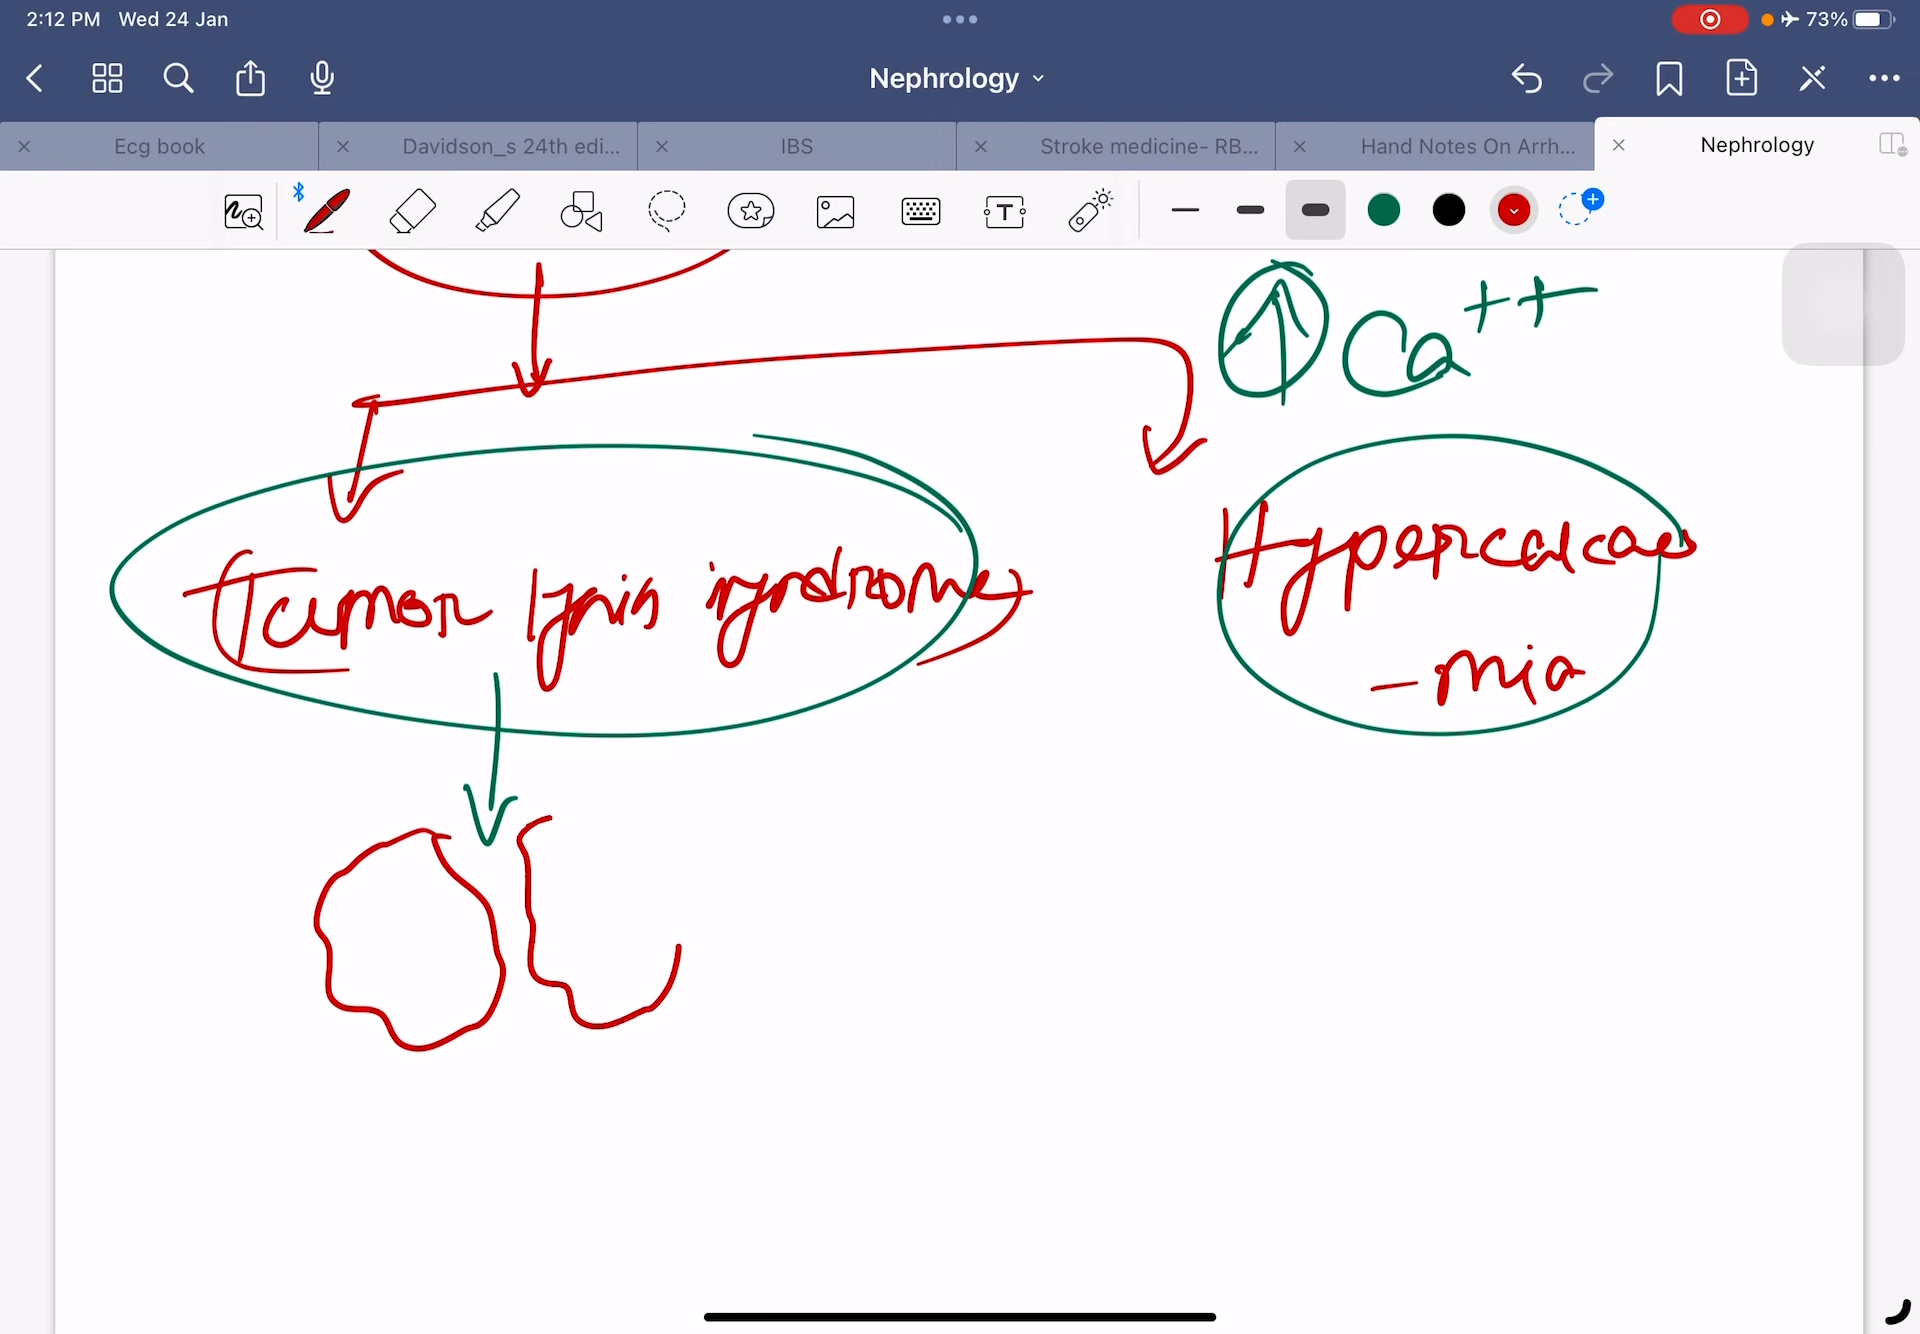 2:12 PM Wed 24 Jan
73%
Nephrology
Ecg book
Davidson_s 24th edi...
IBS
Stroke medicine- RB...
Hand Notes On Arrh...
Nephrology
T
↑ Ca++
Tumor lysis syndrome
Hypercalcae
-mia